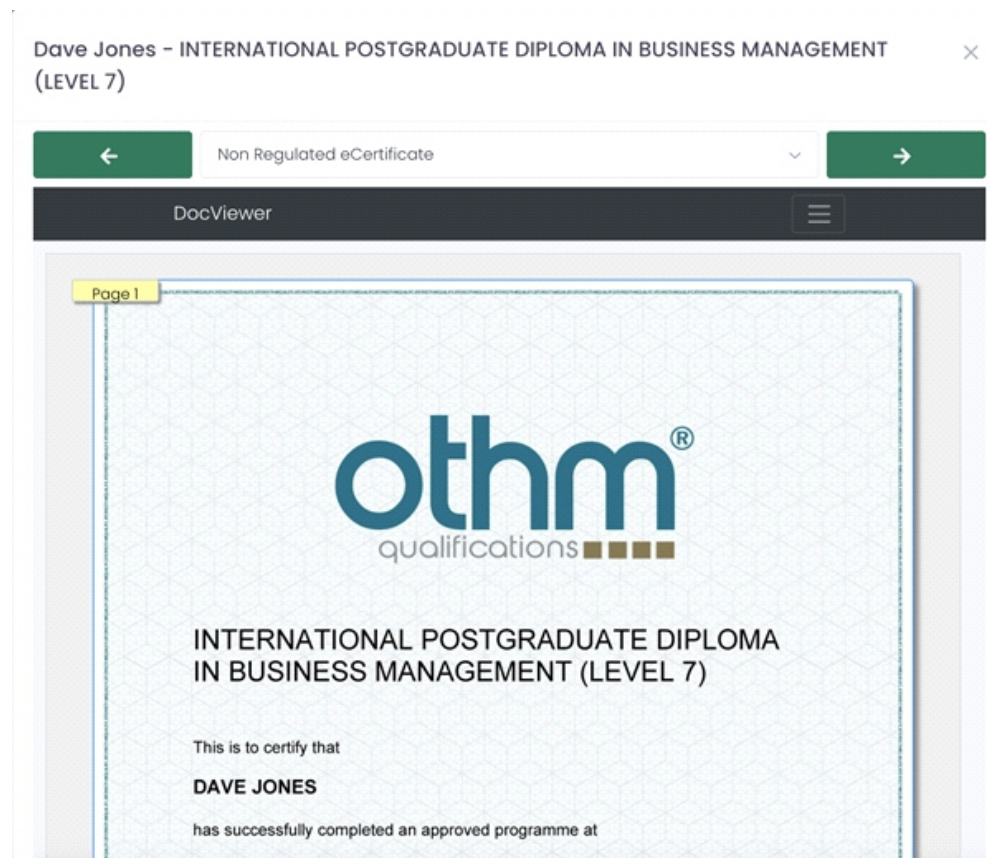 Dave Jones - INTERNATIONAL POSTGRADUATE DIPLOMA IN BUSINESS MANAGEMENT
(LEVEL 7)
Non Regulated eCertificate
DocViewer
Page 1
othm®
qualifications
INTERNATIONAL POSTGRADUATE DIPLOMA
IN BUSINESS MANAGEMENT (LEVEL 7)
This is to certify that
DAVE JONES
has successfully completed an approved programme at